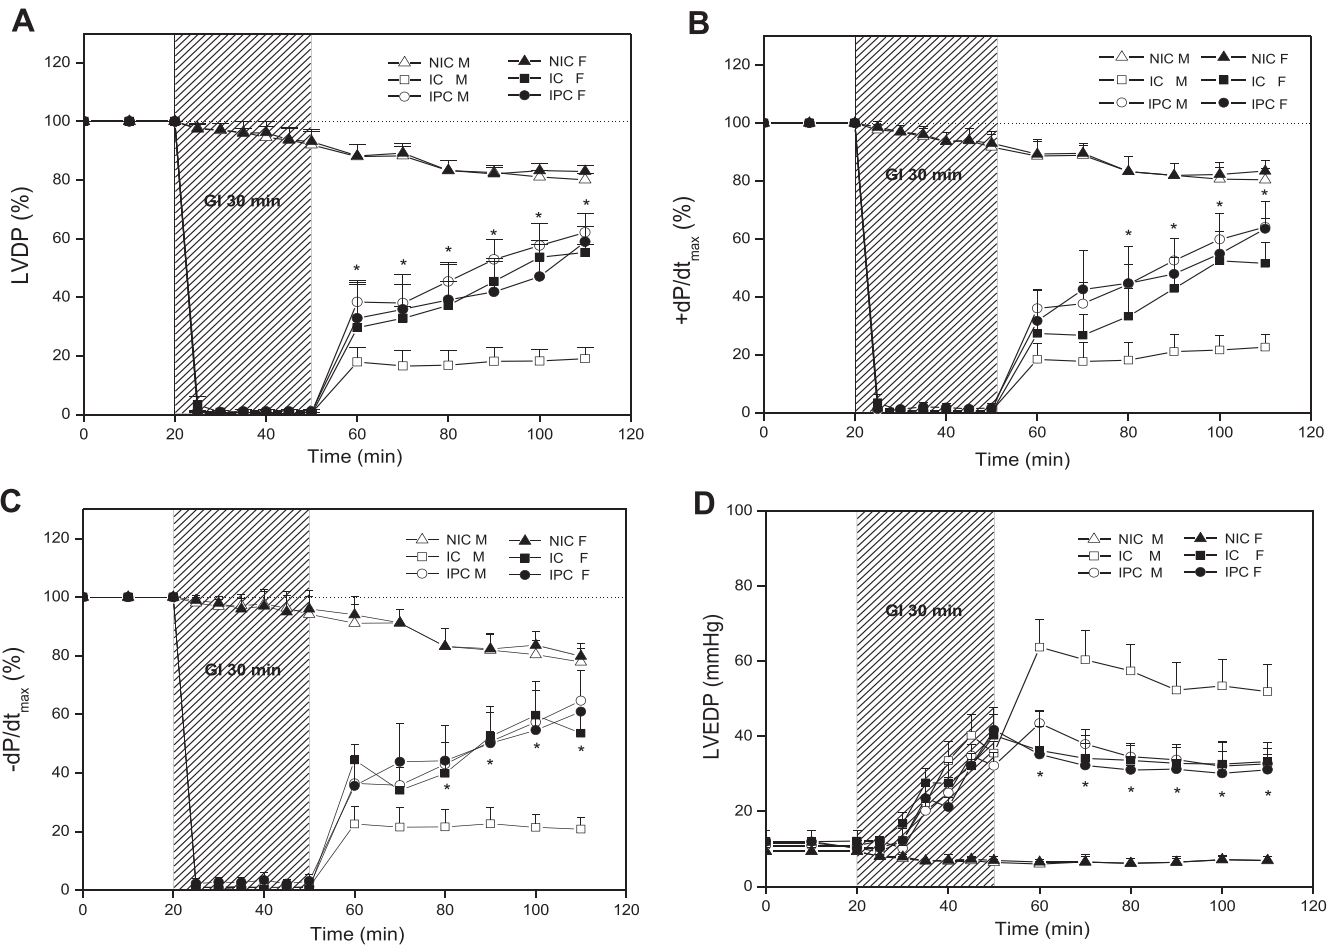 A
120
100
80
60
40
20
0
LVDP (%)
NIC M NIC F
IC M IC F
IPC M IPC F
GI 30 min
* * * * * *
0 20 40 60 80 100 120
Time (min)
B
120
100
80
60
40
20
0
+dP/dtmax (%)
NIC M NIC F
IC M IC F
IPC M IPC F
GI 30 min
* * * *
0 20 40 60 80 100 120
Time (min)
C
120
100
80
60
40
20
0
-dP/dtmax (%)
NIC M NIC F
IC M IC F
IPC M IPC F
GI 30 min
* * * *
0 20 40 60 80 100 120
Time (min)
D
100
80
60
40
20
0
LVEDP (mmHg)
NIC M NIC F
IC M IC F
IPC M IPC F
GI 30 min
* * * * * *
0 20 40 60 80 100 120
Time (min)